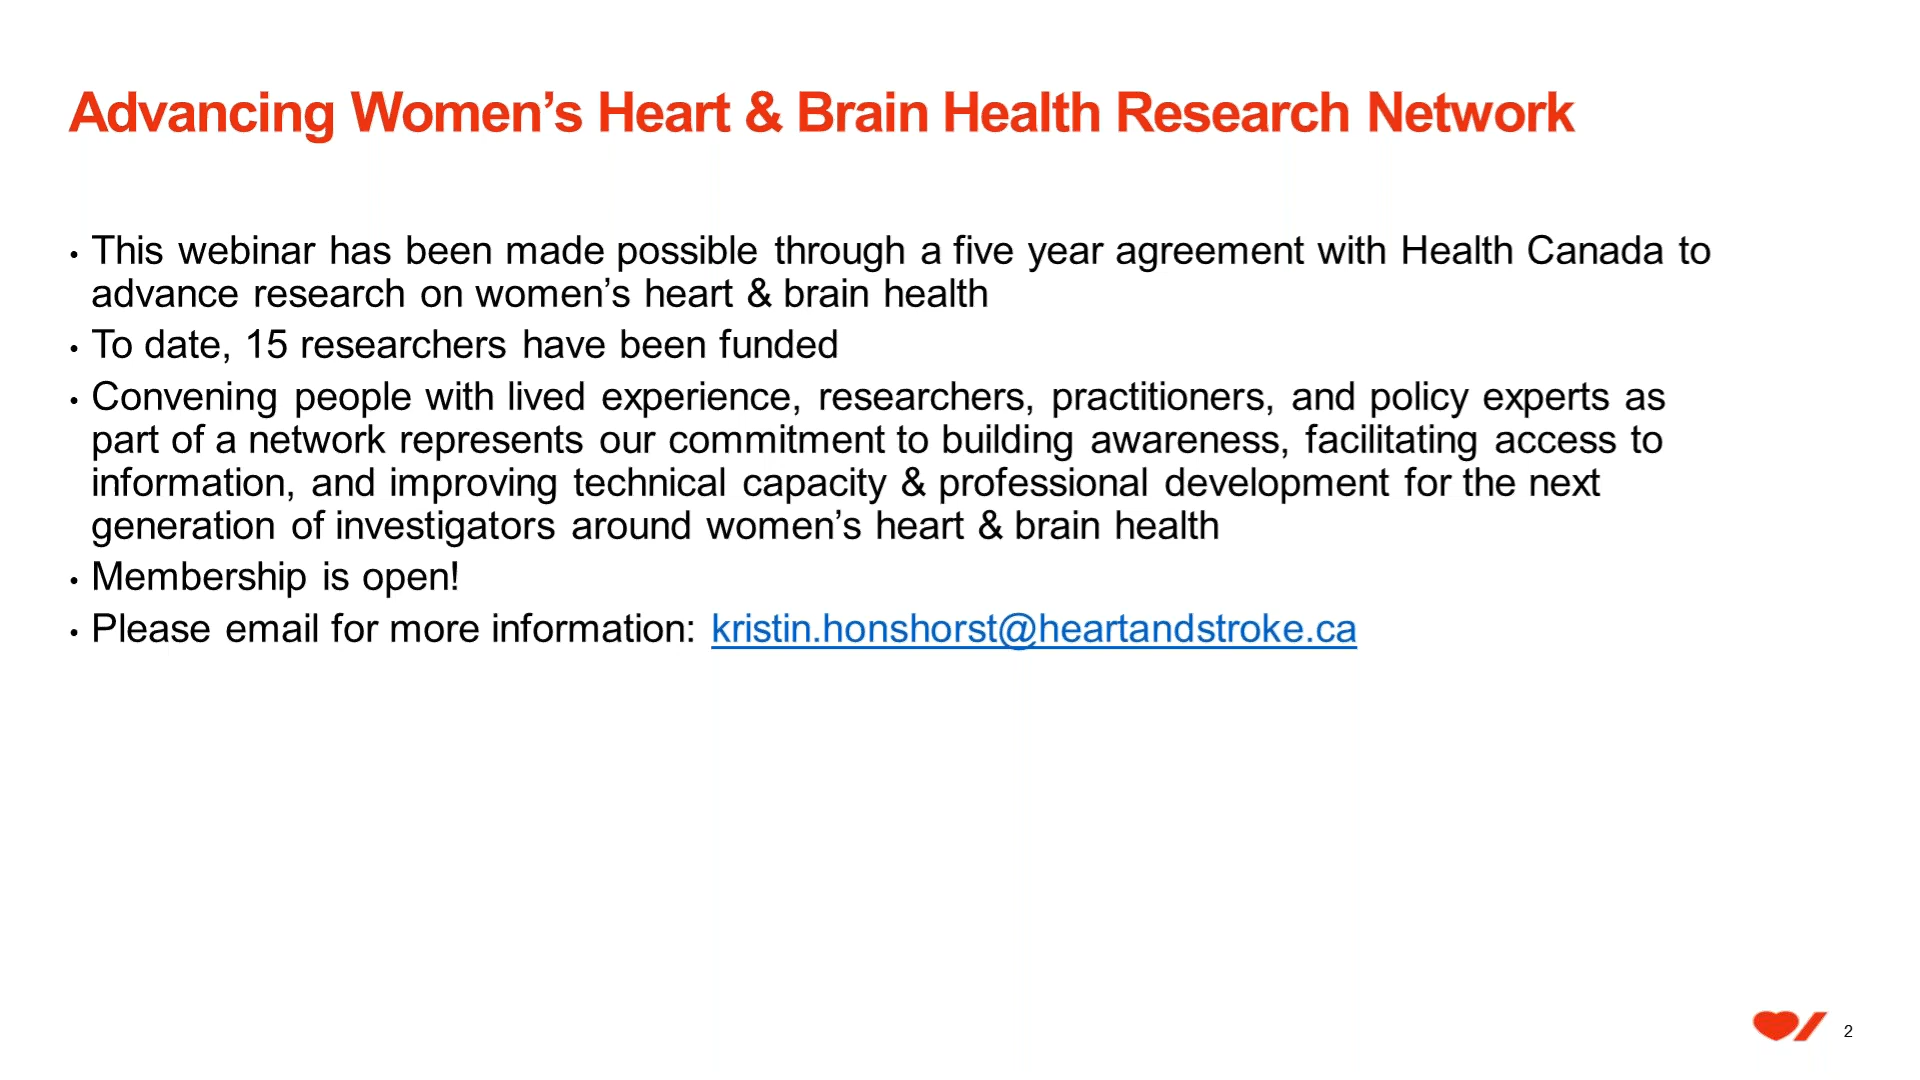 Advancing Women’s Heart & Brain Health Research Network
• This webinar has been made possible through a five year agreement with Health Canada to
advance research on women’s heart & brain health
• To date, 15 researchers have been funded
• Convening people with lived experience, researchers, practitioners, and policy experts as
part of a network represents our commitment to building awareness, facilitating access to
information, and improving technical capacity & professional development for the next
generation of investigators around women’s heart & brain health
• Membership is open!
• Please email for more information: kristin.honshorst@heartandstroke.ca
2